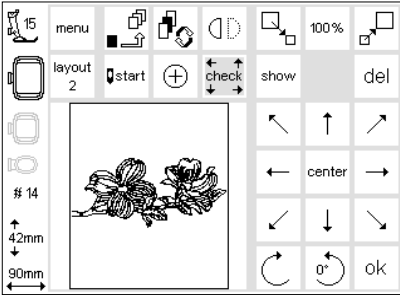 15
menu
100%
layout
2
start
check
show
del
center
# 14
42mm
90mm
0°
ok